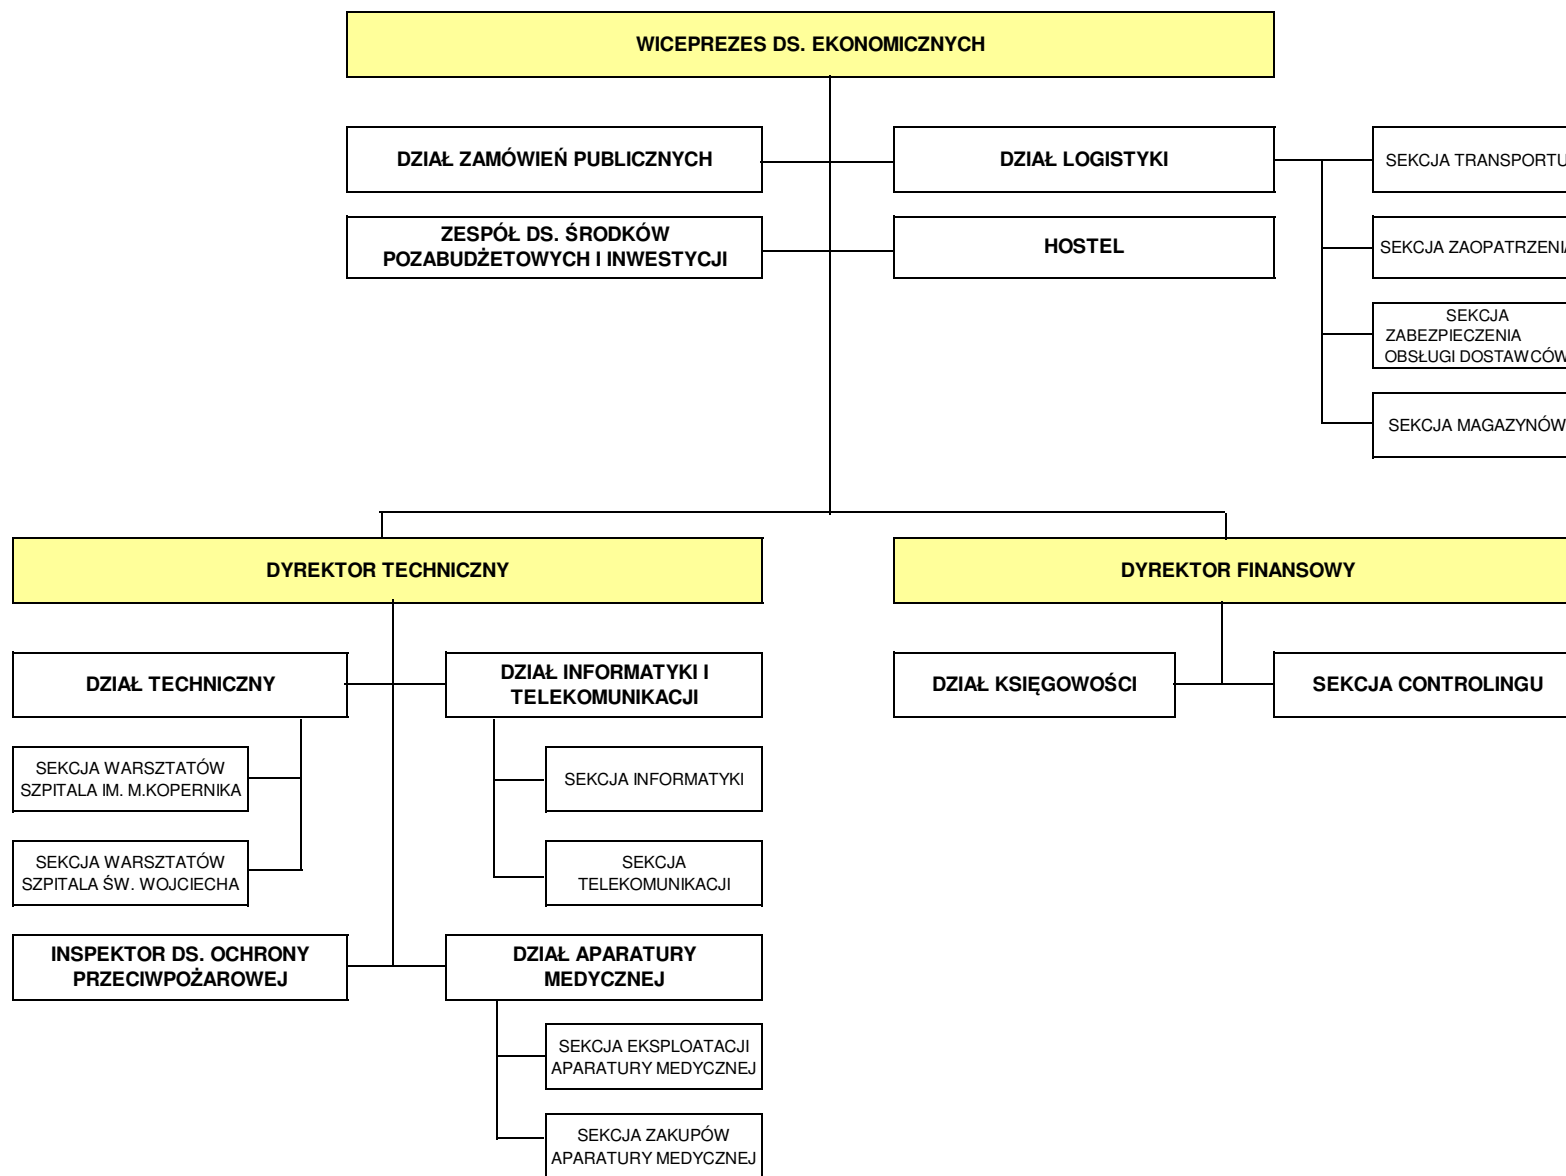 WICEPREZES DS. EKONOMICZNYCH
DZIAŁ ZAMÓWIEŃ PUBLICZNYCH
DZIAŁ LOGISTYKI
SEKCJA TRANSPORTU
ZESPÓŁ DS. ŚRODKÓW
POZABUDŻETOWYCH I INWESTYCJI
HOSTEL
SEKCJA ZAOPATRZENIA
SEKCJA
ZABEZPIECZENIA
OBSŁUGI DOSTAWCÓW
SEKCJA MAGAZYNÓW
DYREKTOR TECHNICZNY
DYREKTOR FINANSOWY
DZIAŁ TECHNICZNY
DZIAŁ INFORMATYKI I
TELEKOMUNIKACJI
DZIAŁ KSIĘGOWOŚCI
SEKCJA CONTROLINGU
SEKCJA WARSZTATÓW
SZPITALA IM. M.KOPERNIKA
SEKCJA INFORMATYKI
SEKCJA WARSZTATÓW
SZPITALA ŚW. WOJCIECHA
SEKCJA
TELEKOMUNIKACJI
INSPEKTOR DS. OCHRONY
PRZECIWPOŻAROWEJ
DZIAŁ APARATURY
MEDYCZNEJ
SEKCJA EKSPLOATACJI
APARATURY MEDYCZNEJ
SEKCJA ZAKUPÓW
APARATURY MEDYCZNEJ